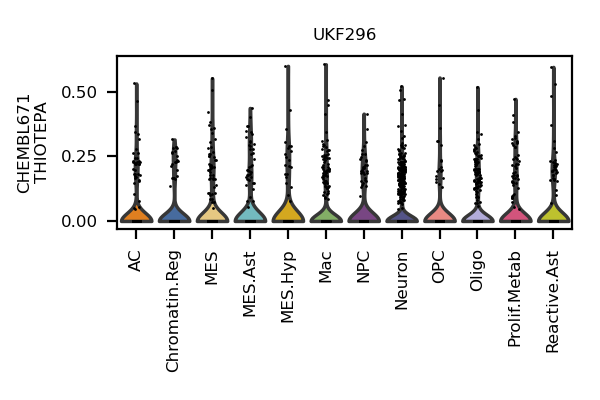 UKF296
CHEMBL671
THIOTEPA
0.50
0.25
0.00
AC
Chromatin.Reg
MES
MES.Ast
MES.Hyp
Mac
NPC
Neuron
OPC
Oligo
Prolif.Metab
Reactive.Ast